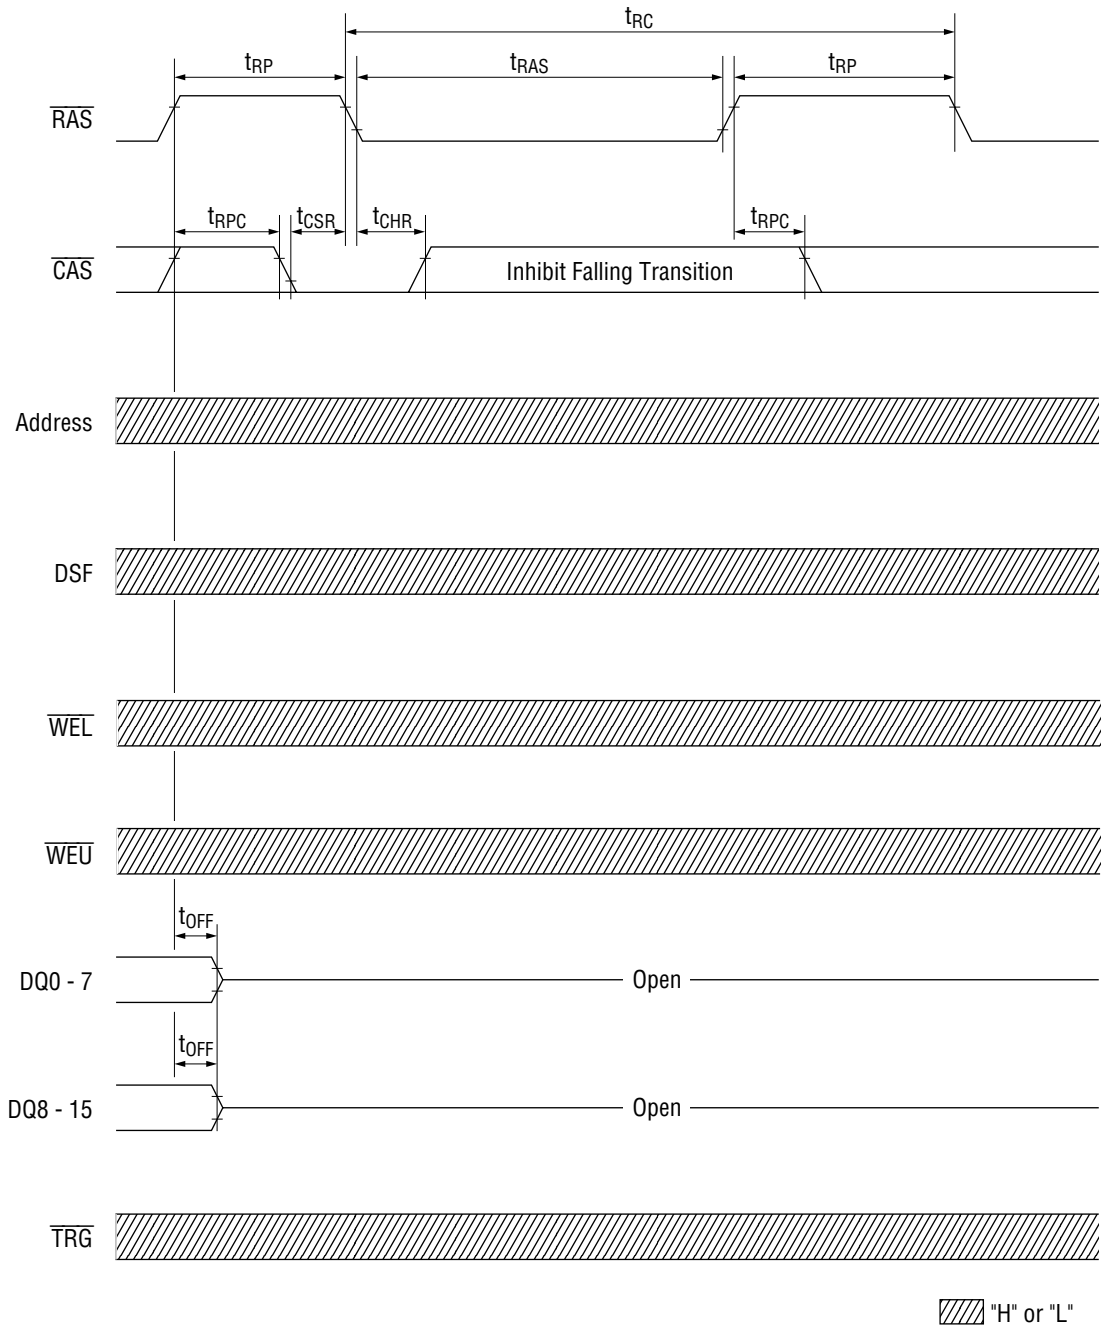 tRC
tRP tRAS tRP
RAS
tRPC tCSR tCHR tRPC
CAS Inhibit Falling Transition
Address
DSF
WEL
WEU
tOFF
DQ0 - 7 Open
tOFF
DQ8 - 15 Open
TRG
"H" or "L"